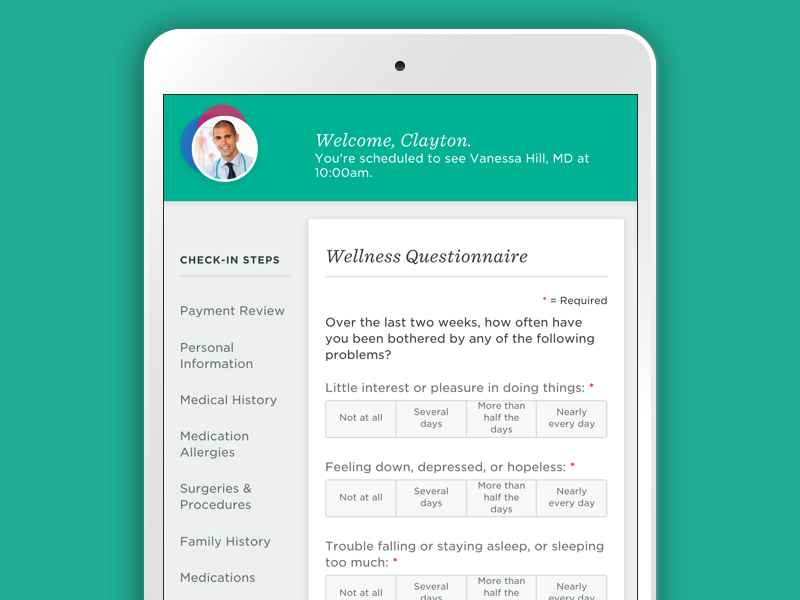 Welcome, Clayton.
You're scheduled to see Vanessa Hill, MD at
10:00am.
CHECK-IN STEPS
Payment Review
Personal
Information
Medical History
Medication
Allergies
Surgeries &
Procedures
Family History
Medications
Wellness Questionnaire
* = Required
Over the last two weeks, how often have
you been bothered by any of the following
problems?
Little interest or pleasure in doing things: *
Not at all
Several
days
More than
half the
days
Nearly
every day
Feeling down, depressed, or hopeless: *
Not at all
Several
days
More than
half the
days
Nearly
every day
Trouble falling or staying asleep, or sleeping
too much: *
Not at all
Several
days
More than
half the
Nearly
every day